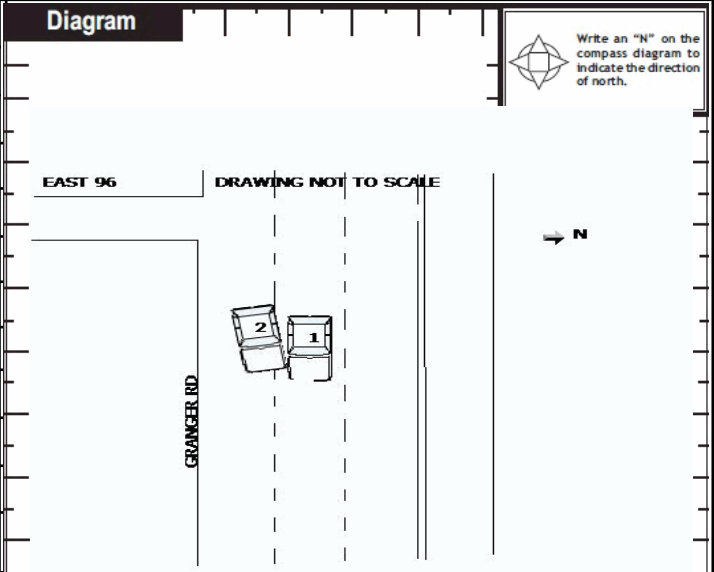 Diagram
Write an “N” on the
compass diagram to
indicate the direction
of north.
EAST 96
DRAWING NOT TO SCALE
N
2
1
GRANGER RD